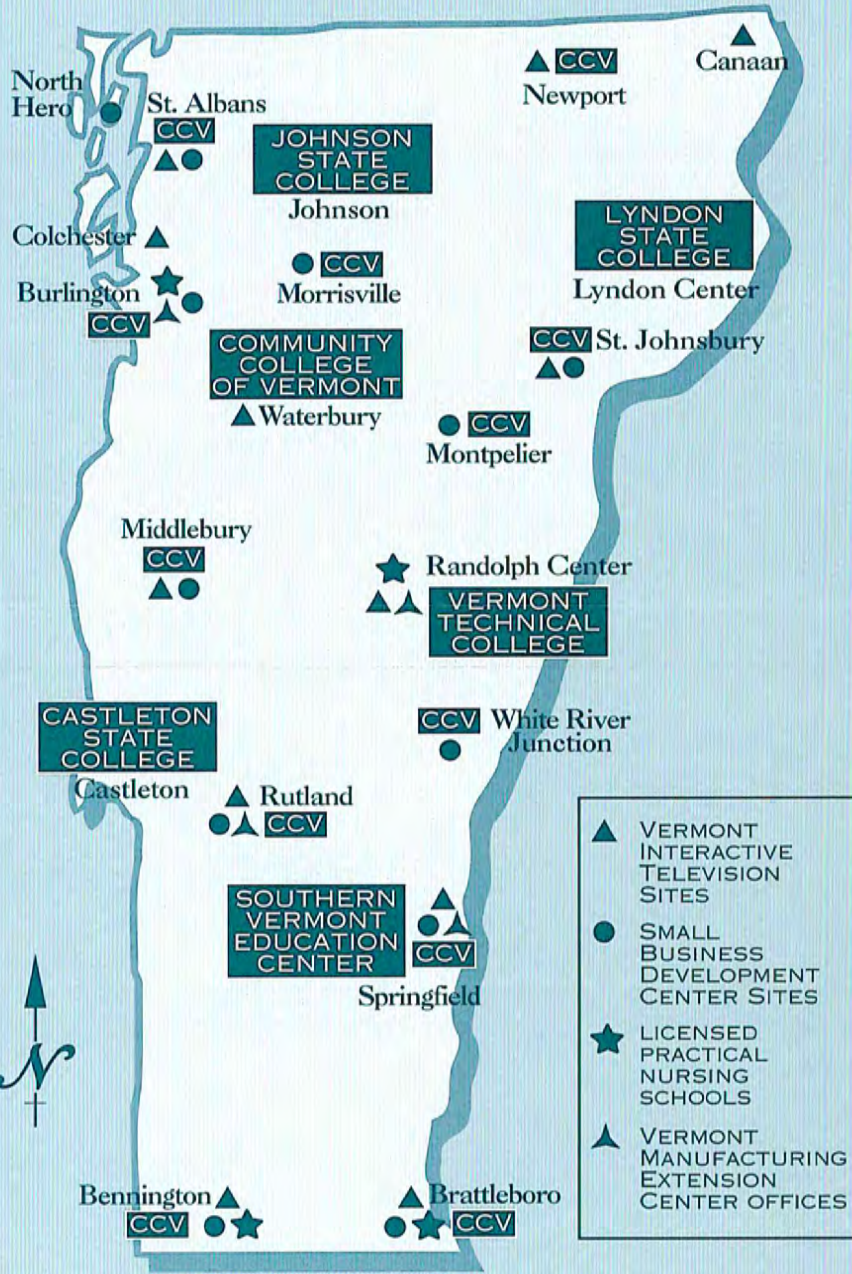 North
Hero
St. Albans
CCV
JOHNSON
STATE
COLLEGE
Johnson
CCV
Newport
Canaan
Colchester
Burlington
CCV
CCV
Morrisville
LYNDON
STATE
COLLEGE
Lyndon Center
COMMUNITY
COLLEGE
OF VERMONT
Waterbury
CCV St. Johnsbury
CCV
Montpelier
Middlebury
CCV
Randolph Center
VERMONT
TECHNICAL
COLLEGE
CASTLETON
STATE
COLLEGE
Castleton
CCV White River
Junction
Rutland
CCV
SOUTHERN
VERMONT
EDUCATION
CENTER
CCV
Springfield
N
Bennington
CCV
Brattleboro
CCV
VERMONT
INTERACTIVE
TELEVISION
SITES
SMALL
BUSINESS
DEVELOPMENT
CENTER SITES
LICENSED
PRACTICAL
NURSING
SCHOOLS
VERMONT
MANUFACTURING
EXTENSION
CENTER OFFICES